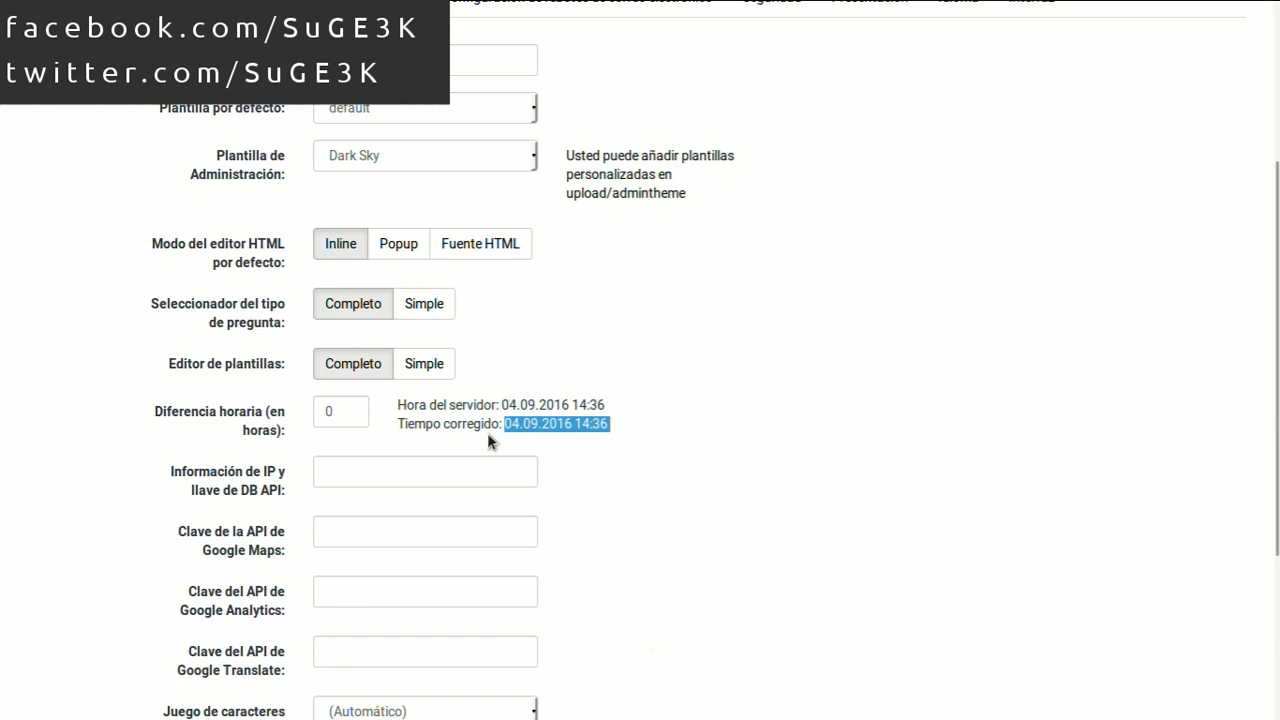 facebook.com/SuGE3K
twitter.com/SuGE3K
Plantilla por defecto:
default
Plantilla de
Administración:
Dark Sky
Usted puede añadir plantillas
personalizadas en
upload/admintheme
Modo del editor HTML
por defecto:
Inline Popup Fuente HTML
Seleccionador del tipo
de pregunta:
Completo Simple
Editor de plantillas:
Completo Simple
Diferencia horaria (en
horas):
0
Hora del servidor: 04.09.2016 14:36
Tiempo corregido: 04.09.2016 14:36
Información de IP y
llave de DB API:
Clave de la API de
Google Maps:
Clave del API de
Google Analytics:
Clave del API de
Google Translate:
Juego de caracteres
(Automático)